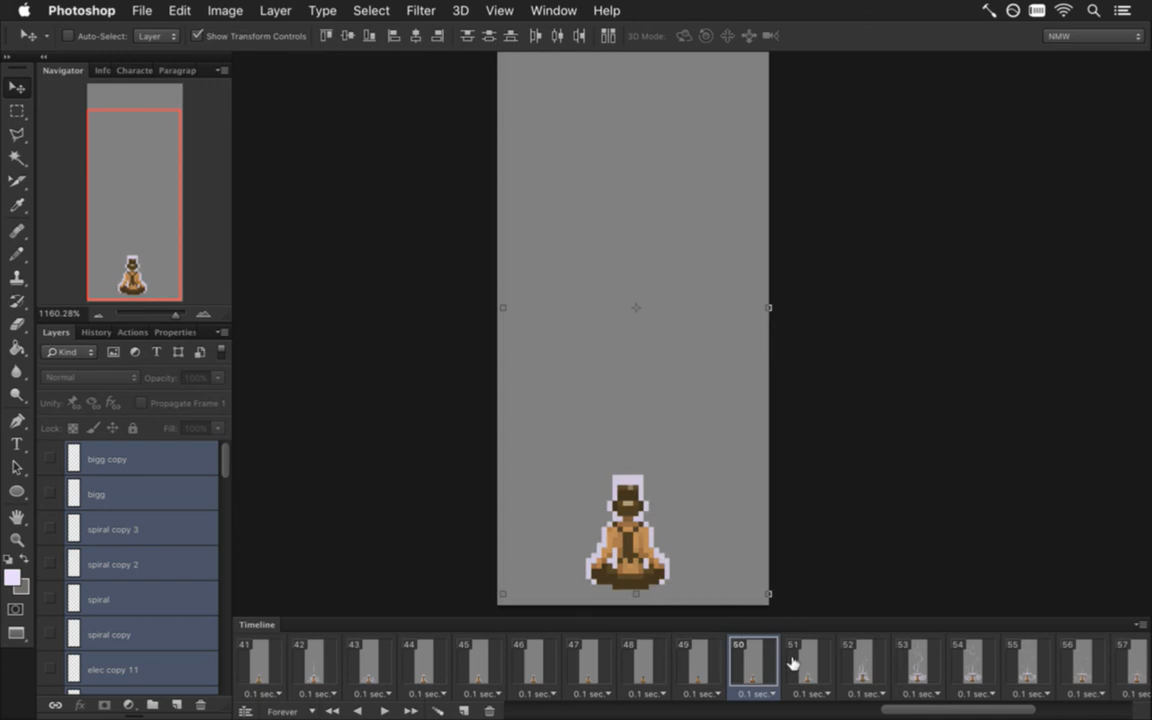 Photoshop File Edit Image Layer Type Select Filter 3D View Window Help
Auto-Select: Layer Show Transform Controls 3D Mode: NMW
Navigator Info Characte Paragrap
1160.28%
Layers History Actions Properties
Kind
Normal Opacity: 100%
Unify: Propagate Frame 1
Lock: Fill: 100%
bigg copy
bigg
spiral copy 3
spiral copy 2
spiral
spiral copy
elec copy 11
Timeline
41 42 43 44 45 46 47 48 49 50 51 52 53 54 55 56 57
0.1 sec. 0.1 sec. 0.1 sec. 0.1 sec. 0.1 sec. 0.1 sec. 0.1 sec. 0.1 sec. 0.1 sec. 0.1 sec. 0.1 sec. 0.1 sec. 0.1 sec. 0.1 sec. 0.1 sec. 0.1 sec. 0.1 sec.
Forever